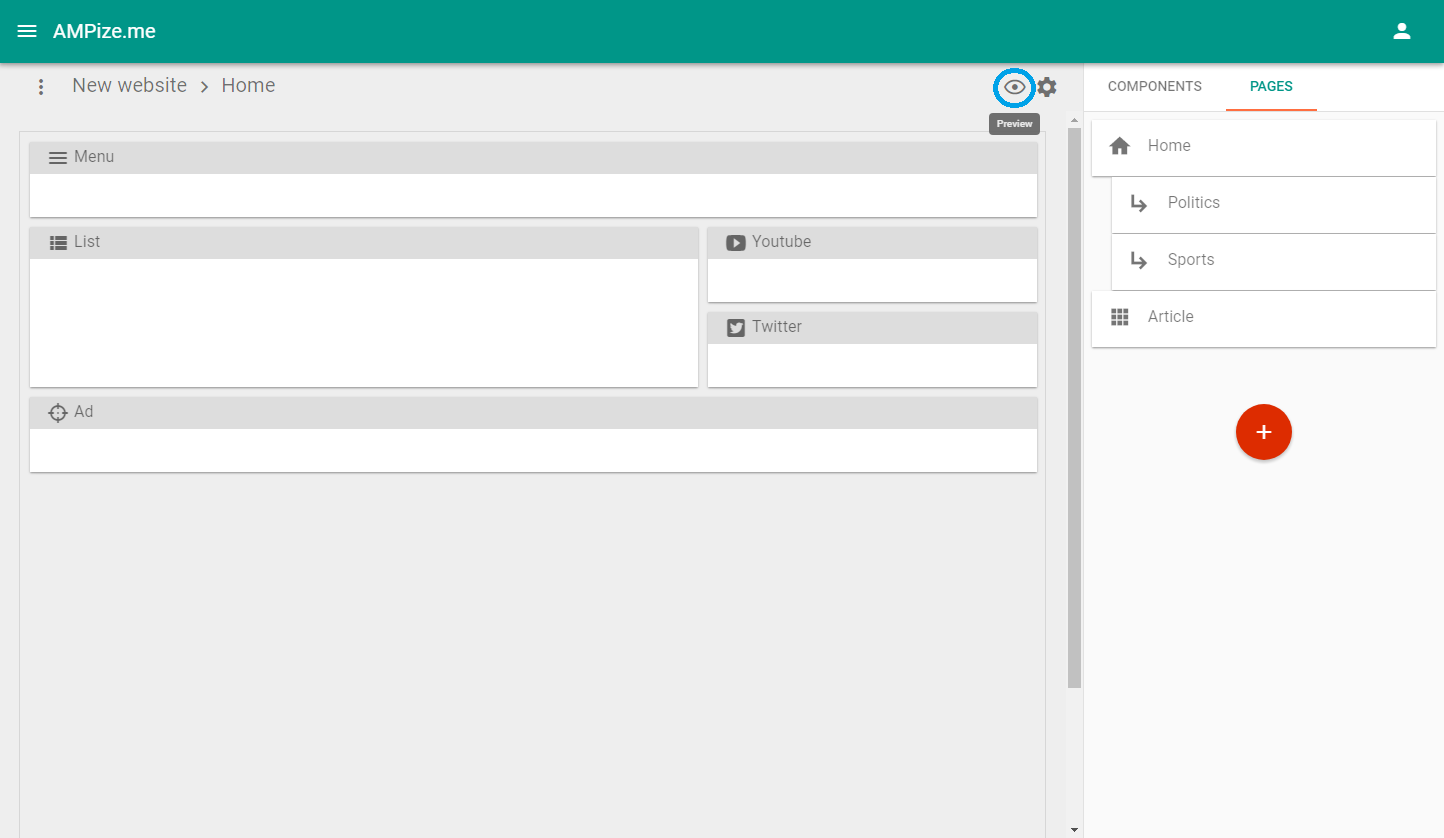 AMPize.me
New website > Home
COMPONENTS
PAGES
Preview
Menu
List
Youtube
Twitter
Ad
Home
Politics
Sports
Article